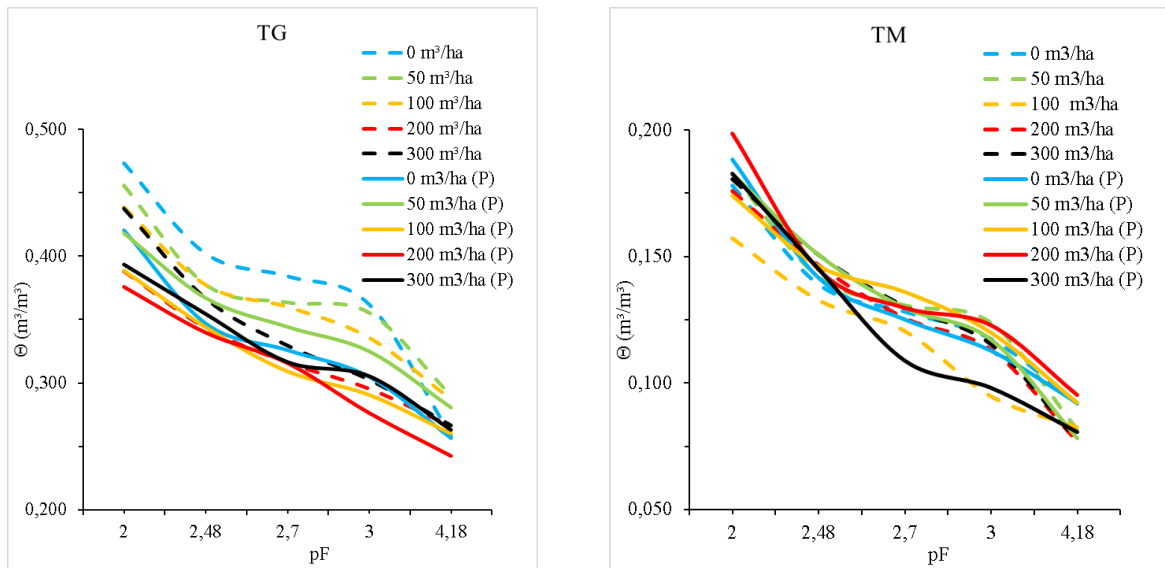 TG
0 m³/ha
50 m³/ha
100 m³/ha
200 m³/ha
300 m³/ha
0 m3/ha (P)
50 m3/ha (P)
100 m3/ha (P)
200 m3/ha (P)
300 m3/ha (P)
0,500
0,400
0,300
0,200
Θ (m³/m³)
2 2,48 2,7 3 4,18
pF
TM
0 m3/ha
50 m3/ha
100 m3/ha
200 m3/ha
300 m3/ha
0 m3/ha (P)
50 m3/ha (P)
100 m3/ha (P)
200 m3/ha (P)
300 m3/ha (P)
0,200
0,150
0,100
0,050
Θ (m³/m³)
2 2,48 2,7 3 4,18
pF